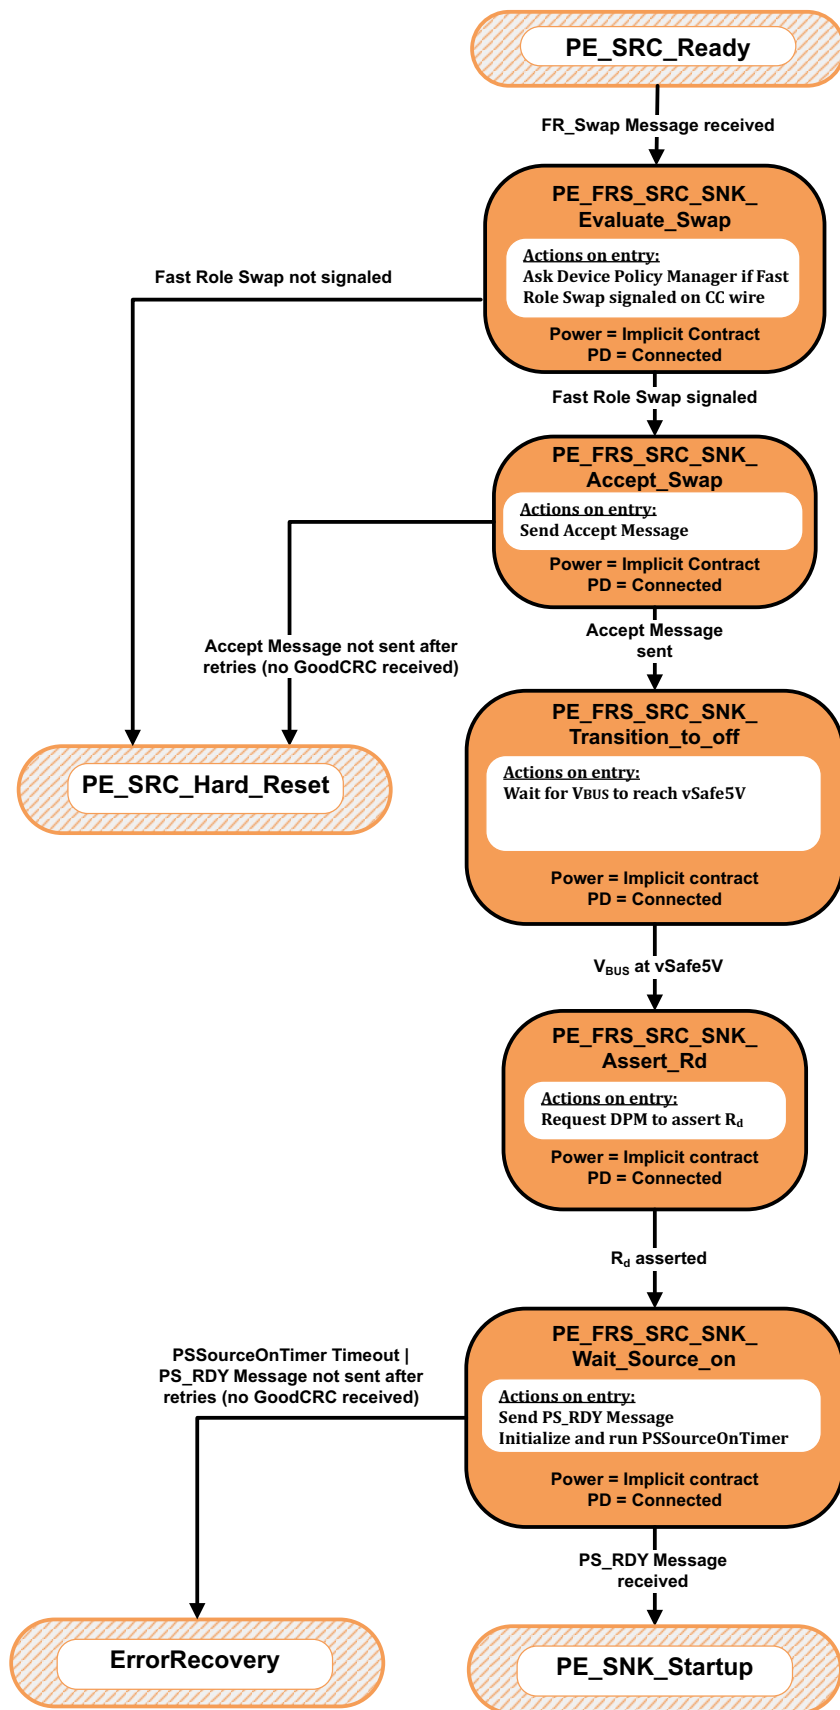 PE_SRC_Ready
FR_Swap Message received
PE_FRS_SRC_SNK_
Evaluate_Swap
Actions on entry:
Ask Device Policy Manager if Fast
Role Swap signaled on CC wire
Power = Implicit Contract
PD = Connected
Fast Role Swap not signaled
Fast Role Swap signaled
PE_FRS_SRC_SNK_
Accept_Swap
Actions on entry:
Send Accept Message
Power = Implicit Contract
PD = Connected
Accept Message not sent after
retries (no GoodCRC received)
Accept Message
sent
PE_SRC_Hard_Reset
PE_FRS_SRC_SNK_
Transition_to_off
Actions on entry:
Wait for VBUS to reach vSafe5V
Power = Implicit contract
PD = Connected
VBUS at vSafe5V
PE_FRS_SRC_SNK_
Assert_Rd
Actions on entry:
Request DPM to assert Rd
Power = Implicit contract
PD = Connected
Rd asserted
PE_FRS_SRC_SNK_
Wait_Source_on
Actions on entry:
Send PS_RDY Message
Initialize and run PSSourceOnTimer
Power = Implicit contract
PD = Connected
PSSourceOnTimer Timeout |
PS_RDY Message not sent after
retries (no GoodCRC received)
PS_RDY Message
received
ErrorRecovery
PE_SNK_Startup